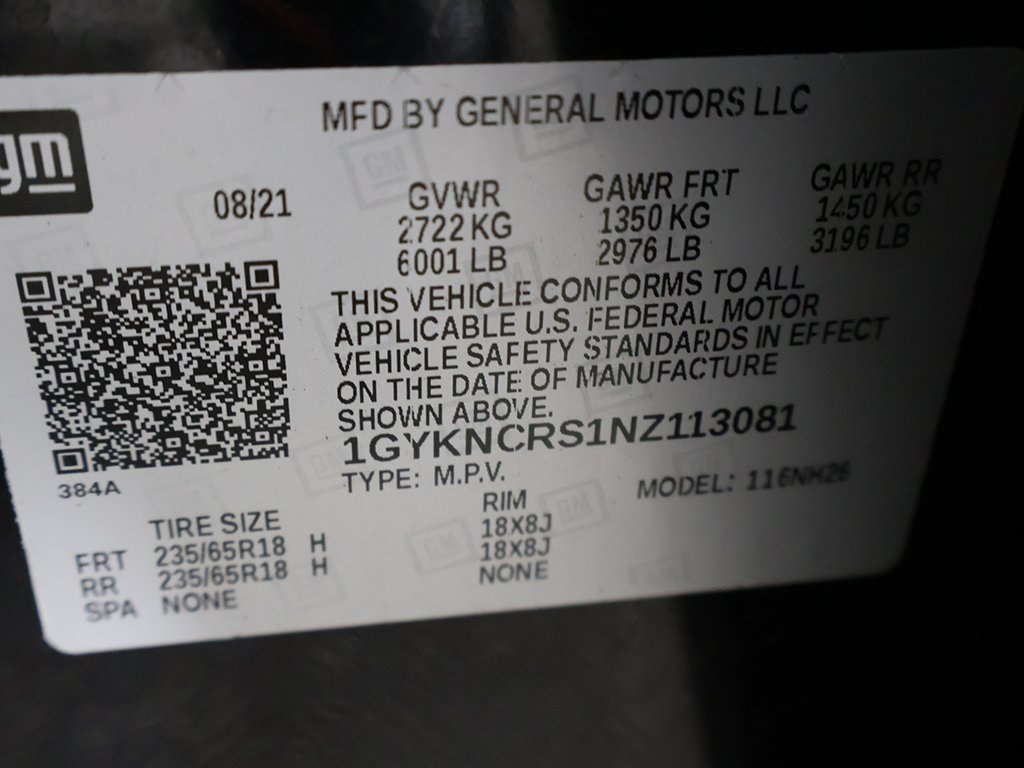 gm
MFD BY GENERAL MOTORS LLC
08/21
GVWR GAWR FRT GAWR RR
2722 KG 1350 KG 1450 KG
6001 LB 2976 LB 3196 LB
THIS VEHICLE CONFORMS TO ALL
APPLICABLE U.S. FEDERAL MOTOR
VEHICLE SAFETY STANDARDS IN EFFECT
ON THE DATE OF MANUFACTURE
SHOWN ABOVE.
1GYKNCRS1NZ113081
384A
TYPE: M.P.V. MODEL: 116NH26
TIRE SIZE RIM
FRT 235/65R18 H 18X8J
RR 235/65R18 H 18X8J
SPA NONE NONE